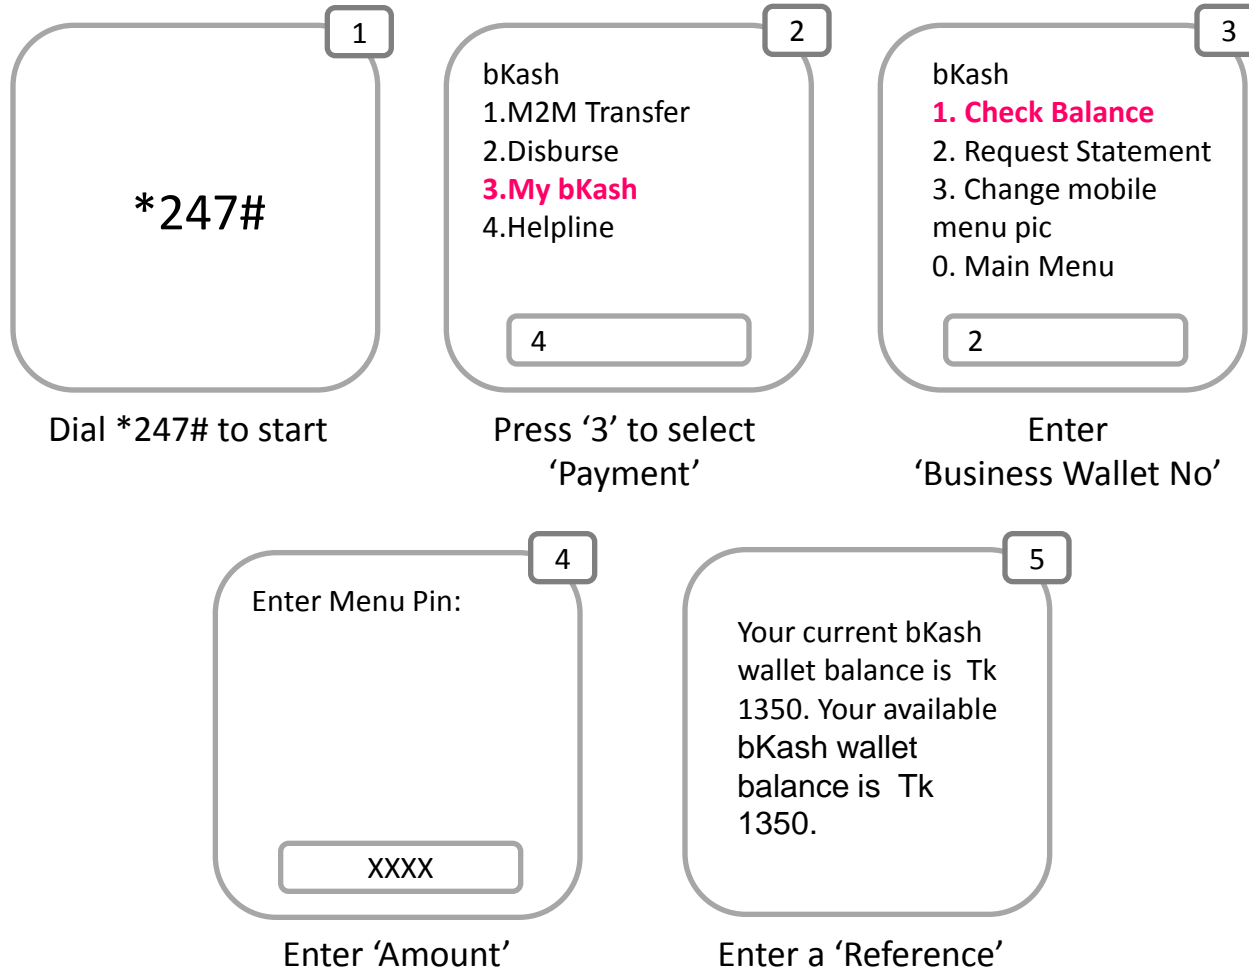 1
*247#
Dial *247# to start
2
bKash
1.M2M Transfer
2.Disburse
3.My bKash
4.Helpline
4
Press ‘3’ to select
‘Payment’
3
bKash
1. Check Balance
2. Request Statement
3. Change mobile
menu pic
0. Main Menu
2
Enter
‘Business Wallet No’
4
Enter Menu Pin:
XXXX
Enter ‘Amount’
5
Your current bKash
wallet balance is Tk
1350. Your available
bKash wallet
balance is Tk
1350.
Enter a ‘Reference’